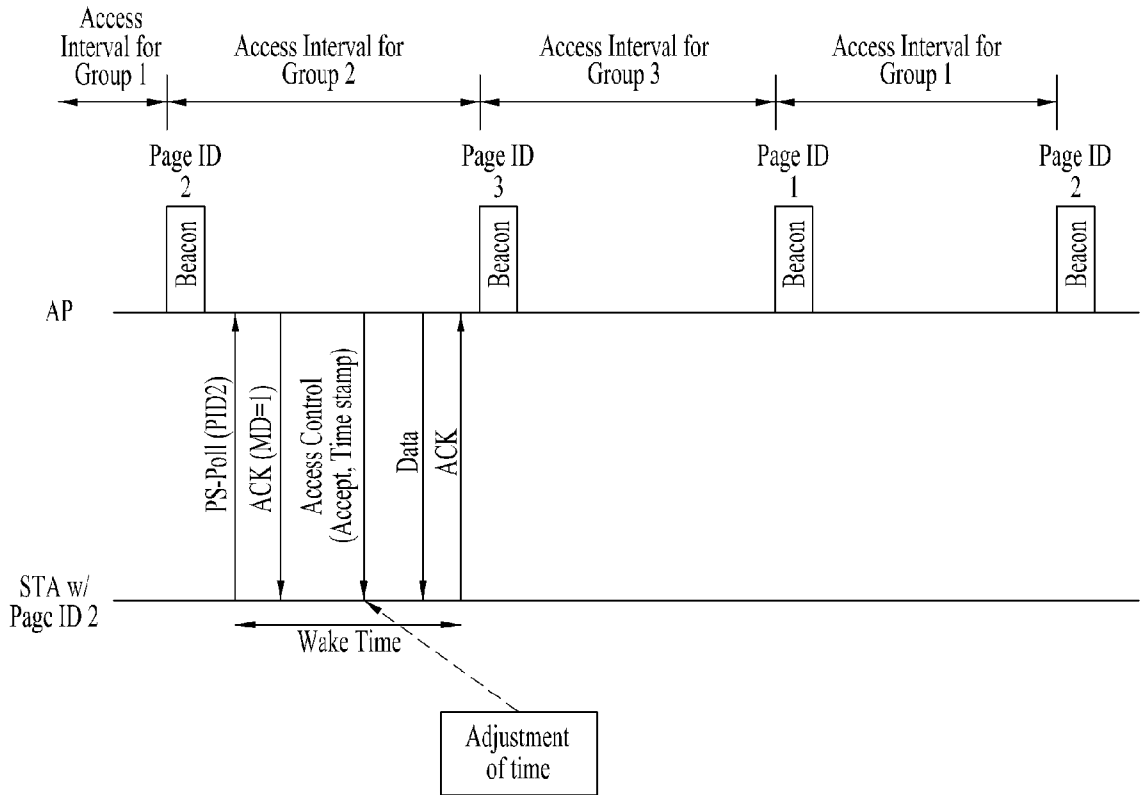 Access
Interval for
Group 1
Access Interval for
Group 2
Access Interval for
Group 3
Access Interval for
Group 1
Page ID
2
Page ID
3
Page ID
1
Page ID
2
Beacon
Beacon
Beacon
Beacon
AP
PS-Poll (PID2)
ACK (MD=1)
Access Control
(Accept, Time stamp)
Data
ACK
STA w/
Pagc ID 2
Wake Time
Adjustment
of time